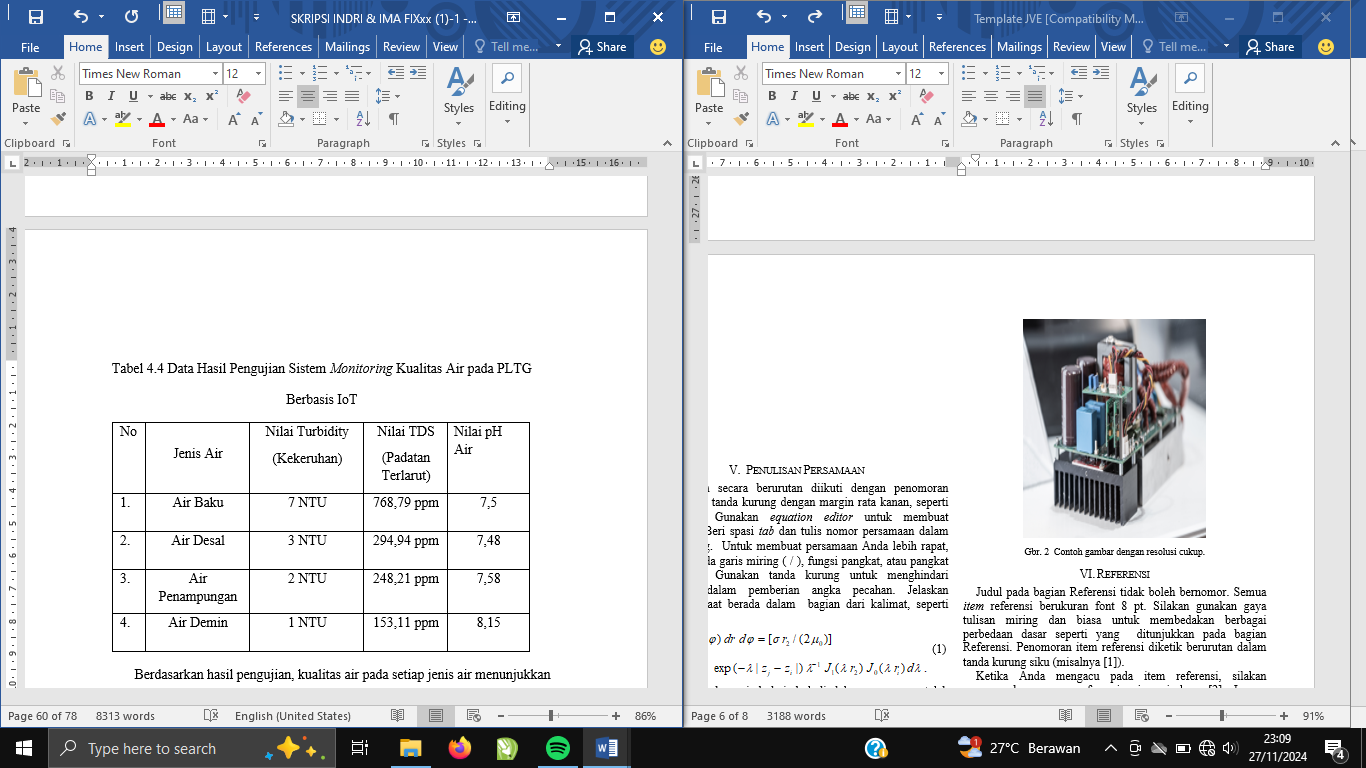 SKRIPSI INDRI & IMA FIXxx (1)-1 -...
File Home Insert Design Layout References Mailings Review View Tell me... Share
Paste
Times New Roman 12
Styles
Editing
Clipboard Font Paragraph Styles
Tabel 4.4 Data Hasil Pengujian Sistem Monitoring Kualitas Air pada PLTG
Berbasis IoT
No Jenis Air Nilai Turbidity (Kekeruhan) Nilai TDS (Padatan Terlarut) Nilai pH Air
1. Air Baku 7 NTU 768,79 ppm 7,5
2. Air Desal 3 NTU 294,94 ppm 7,48
3. Air Penampungan 2 NTU 248,21 ppm 7,58
4. Air Demin 1 NTU 153,11 ppm 8,15
Berdasarkan hasil pengujian, kualitas air pada setiap jenis air menunjukkan
Page 60 of 78 8313 words English (United States) 86%
Template JVE [Compatibility M...
File Home Insert Design Layout References Mailings Review View Tell me... Share
Paste
Times New Roman 12
Styles
Editing
Clipboard Font Paragraph Styles
V. PENULISAN PERSAMAAN
secara berurutan diikuti dengan penomoran
tanda kurung dengan margin rata kanan, seperti
Gunakan equation editor untuk membuat
Beri spasi tab dan tulis nomor persamaan dalam
Untuk membuat persamaan Anda lebih rapat,
garis miring ( / ), fungsi pangkat, atau pangkat
Gunakan tanda kurung untuk menghindari
dalam pemberian angka pecahan. Jelaskan
berada dalam bagian dari kalimat, seperti
φ) dr dφ = [σ r₂ / (2μ₀)]
(1)
exp(−λ | zⱼ − zᵢ |) λ⁻¹ J₁(λ r₂) J₀(λ rᵢ) dλ .
Gbr. 2 Contoh gambar dengan resolusi cukup.
VI. REFERENSI
Judul pada bagian Referensi tidak boleh bernomor. Semua
item referensi berukuran font 8 pt. Silakan gunakan gaya
tulisan miring dan biasa untuk membedakan berbagai
perbedaan dasar seperti yang ditunjukkan pada bagian
Referensi. Penomoran item referensi diketik berurutan dalam
tanda kurung siku (misalnya [1]).
Ketika Anda mengacu pada item referensi, silakan
Page 6 of 8 3188 words 91%
Type here to search
27°C Berawan
23:09
27/11/2024
4